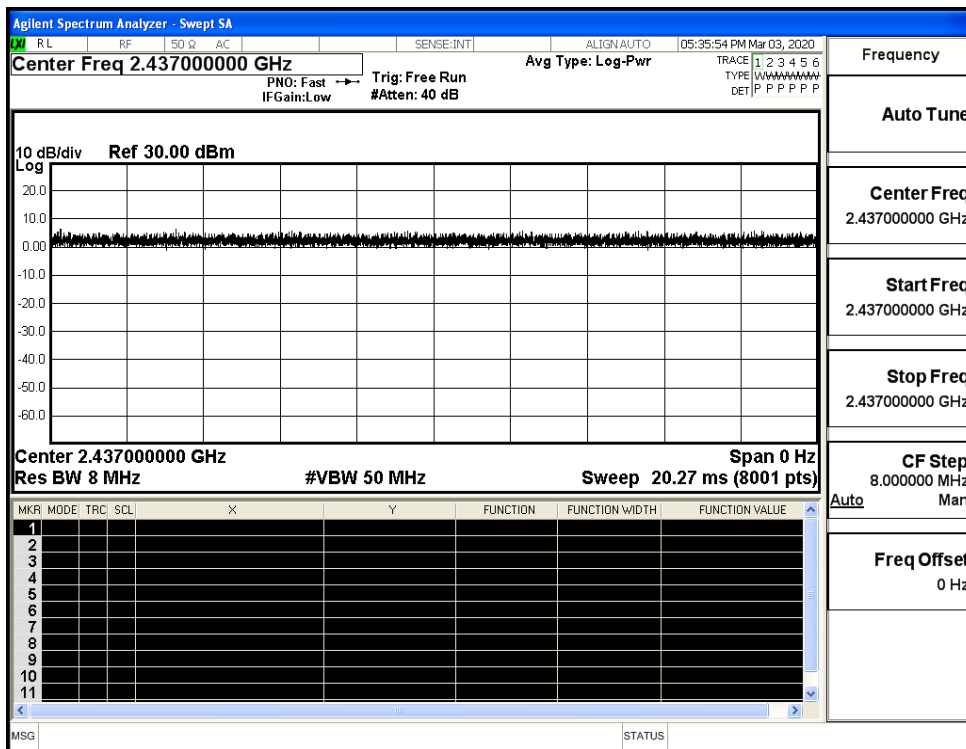 Agilent Spectrum Analyzer - Swept SA
LXI RL RF 50 Ω AC SENSE:INT ALIGNAUTO 05:35:54 PM Mar 03, 2020
Center Freq 2.437000000 GHz
PNO: Fast
IFGain:Low
Trig: Free Run
#Atten: 40 dB
Avg Type: Log-Pwr
TRACE 1 2 3 4 5 6
TYPE WWWWWW
DET P P P P P P
10 dB/div Ref 30.00 dBm
Log
20.0
10.0
0.00
-10.0
-20.0
-30.0
-40.0
-50.0
-60.0
Center 2.437000000 GHz Span 0 Hz
Res BW 8 MHz #VBW 50 MHz Sweep 20.27 ms (8001 pts)
MKR MODE TRC SCL X Y FUNCTION FUNCTION WIDTH FUNCTION VALUE
1
2
3
4
5
6
7
8
9
10
11
MSG STATUS
Frequency
Auto Tune
Center Freq
2.437000000 GHz
Start Freq
2.437000000 GHz
Stop Freq
2.437000000 GHz
CF Step
8.000000 MHz
Auto Man
Freq Offset
0 Hz